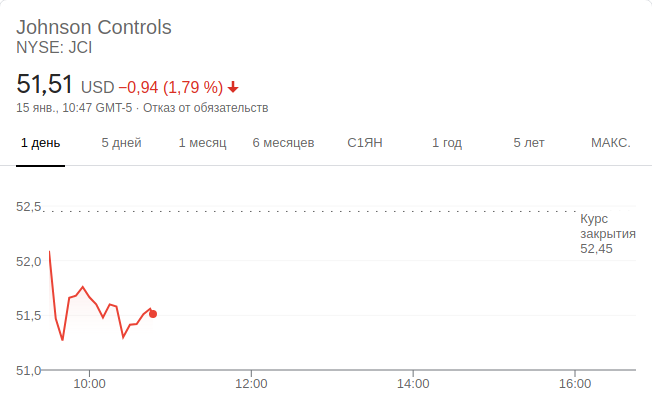 Johnson Controls
NYSE: JCI
51,51 USD −0,94 (1,79 %)
15 янв., 10:47 GMT-5 · Отказ от обязательств
1 день 5 дней 1 месяц 6 месяцев С1ЯН 1 год 5 лет МАКС.
52,5
Курс
закрытия
52,45
52,0
51,5
51,0
10:00 12:00 14:00 16:00